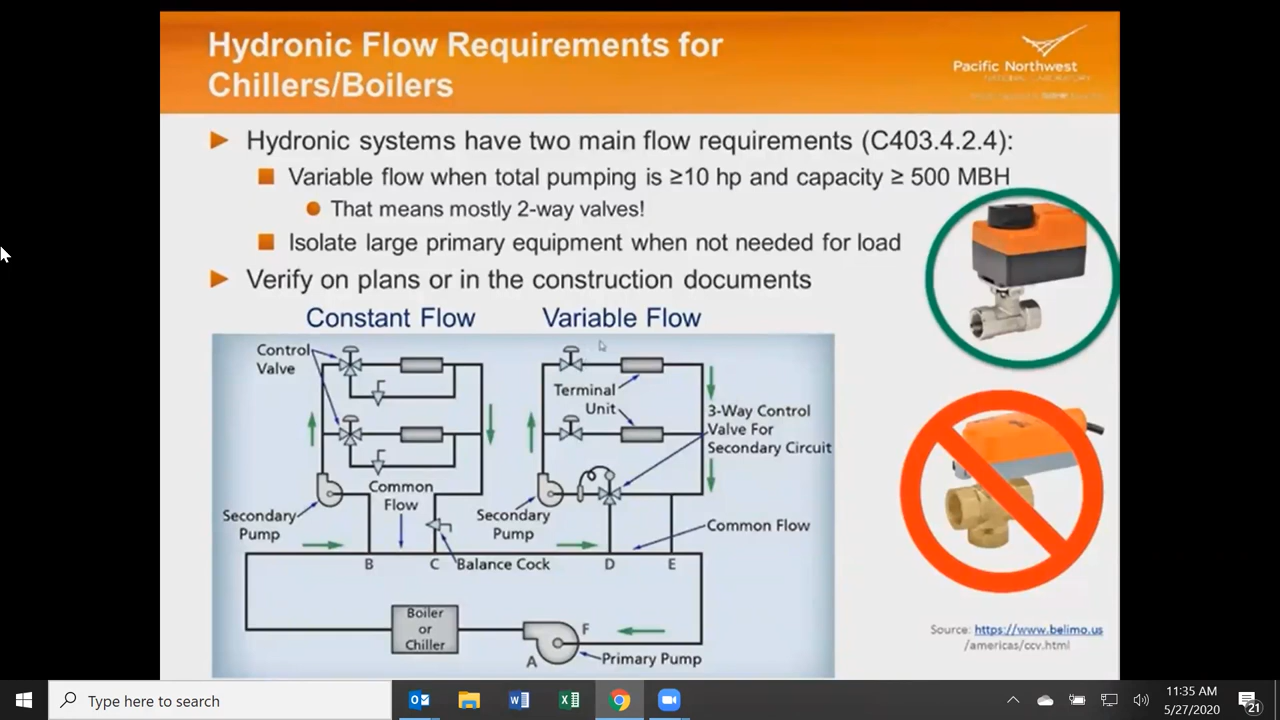 Hydronic Flow Requirements for
Chillers/Boilers
Pacific Northwest
NATIONAL LABORATORY
Hydronic systems have two main flow requirements (C403.4.2.4):
Variable flow when total pumping is ≥10 hp and capacity ≥ 500 MBH
That means mostly 2-way valves!
Isolate large primary equipment when not needed for load
Verify on plans or in the construction documents
Constant Flow
Variable Flow
Control
Valve
Terminal
Unit
3-Way Control
Valve For
Secondary Circuit
Common
Flow
Secondary
Pump
Secondary
Pump
Common Flow
B
C
Balance Cock
D
E
Boiler
or
Chiller
F
A
Primary Pump
Source: https://www.belimo.us
/americas/ccv.html
Type here to search
11:35 AM
5/27/2020
21